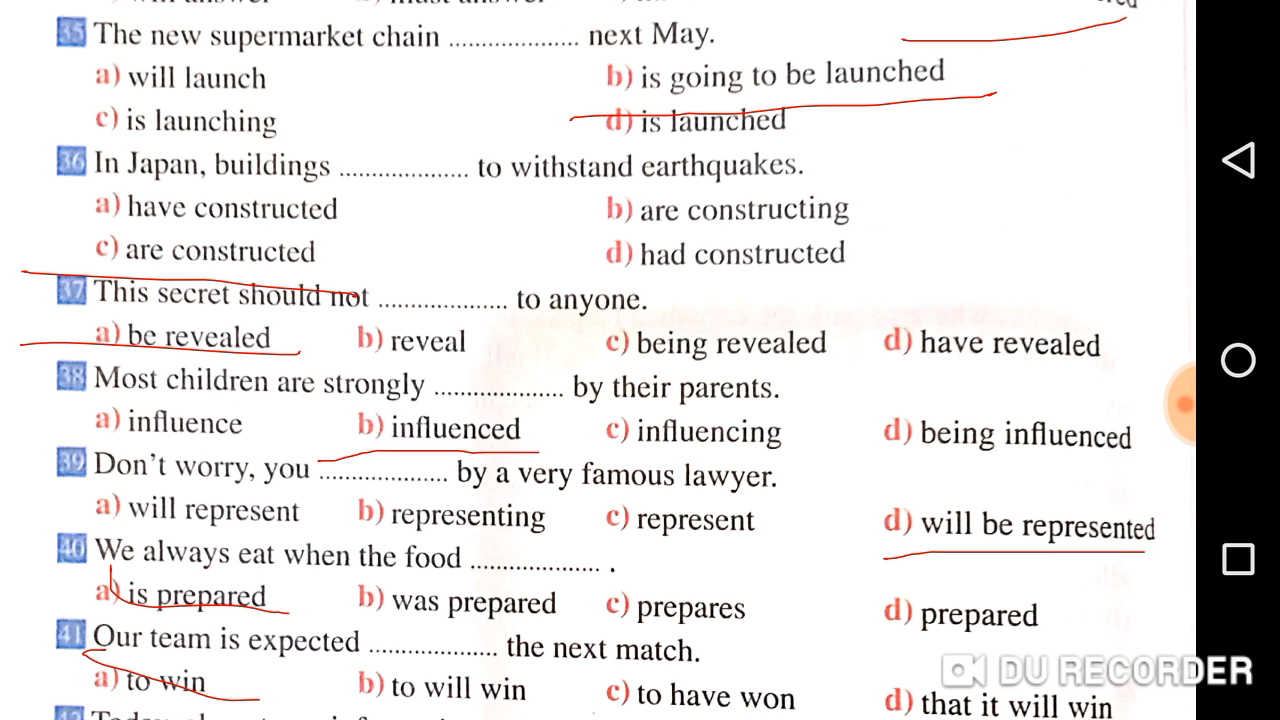 35 The new supermarket chain .................... next May.
a) will launch b) is going to be launched
c) is launching d) is launched
36 In Japan, buildings .................... to withstand earthquakes.
a) have constructed b) are constructing
c) are constructed d) had constructed
37 This secret should not .................... to anyone.
a) be revealed b) reveal c) being revealed d) have revealed
38 Most children are strongly .................... by their parents.
a) influence b) influenced c) influencing d) being influenced
39 Don't worry, you .................... by a very famous lawyer.
a) will represent b) representing c) represent d) will be represented
40 We always eat when the food .................... .
a) is prepared b) was prepared c) prepares d) prepared
41 Our team is expected .................... the next match.
a) to win b) to will win c) to have won d) that it will win
DU RECORDER